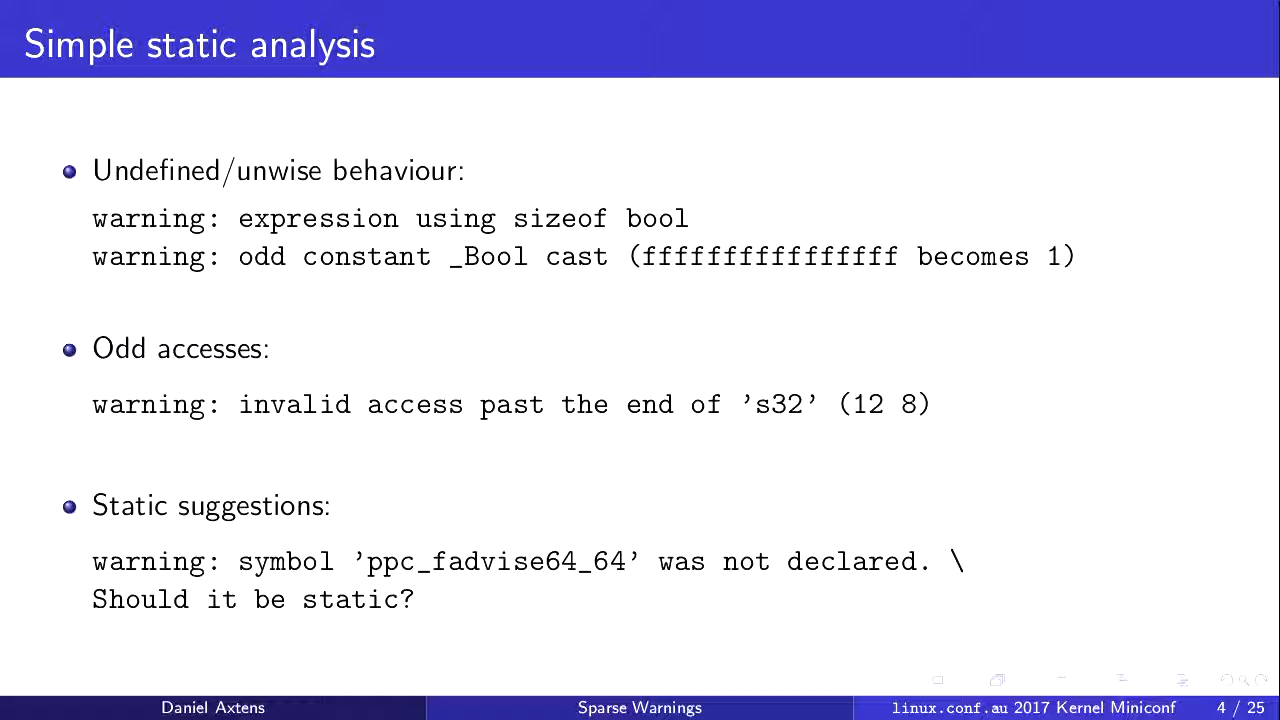 Simple static analysis
Undefined/unwise behaviour:
warning: expression using sizeof bool
warning: odd constant _Bool cast (ffffffffffffffff becomes 1)
Odd accesses:
warning: invalid access past the end of ’s32’ (12 8)
Static suggestions:
warning: symbol ’ppc_fadvise64_64’ was not declared. \
Should it be static?
Daniel Axtens Sparse Warnings linux.conf.au 2017 Kernel Miniconf 4 / 25